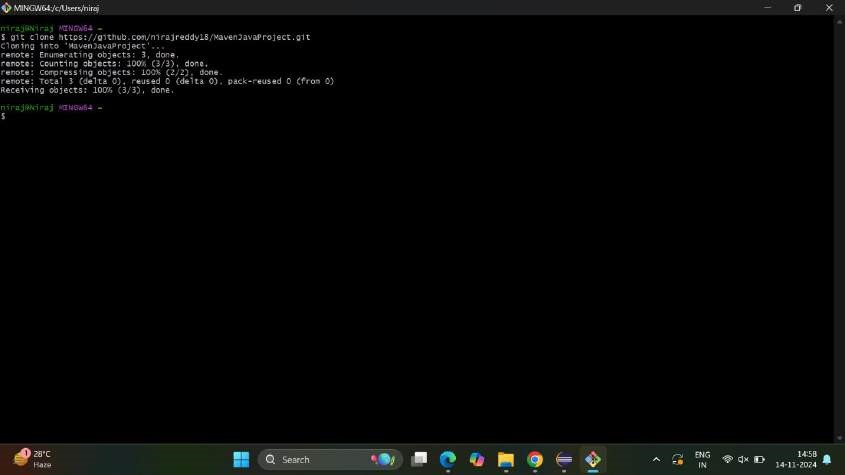 MINGW64:/c/Users/niraj
niraj@Niraj MINGW64 ~
$ git clone https://github.com/nirajreddy18/MavenJavaProject.git
Cloning into 'MavenJavaProject'...
remote: Enumerating objects: 3, done.
remote: Counting objects: 100% (3/3), done.
remote: Compressing objects: 100% (2/2), done.
remote: Total 3 (delta 0), reused 0 (delta 0), pack-reused 0 (from 0)
Receiving objects: 100% (3/3), done.
niraj@Niraj MINGW64 ~
$
1
28°C
Haze
Search
ENG
IN
14:58
14-11-2024